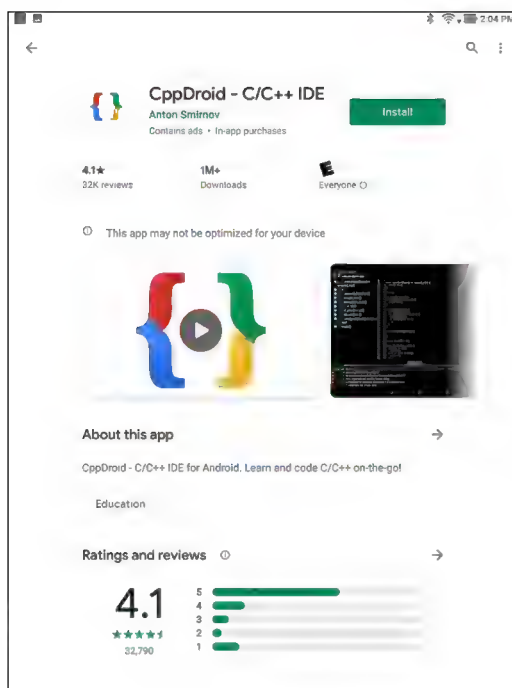 2:04 PM
CppDroid - C/C++ IDE
Anton Smirnov
Contains ads • In-app purchases
Install
4.1★
32K reviews
1M+
Downloads
E
Everyone
This app may not be optimized for your device
About this app
CppDroid - C/C++ IDE for Android. Learn and code C/C++ on-the-go!
Education
Ratings and reviews
4.1
32,790
5
4
3
2
1